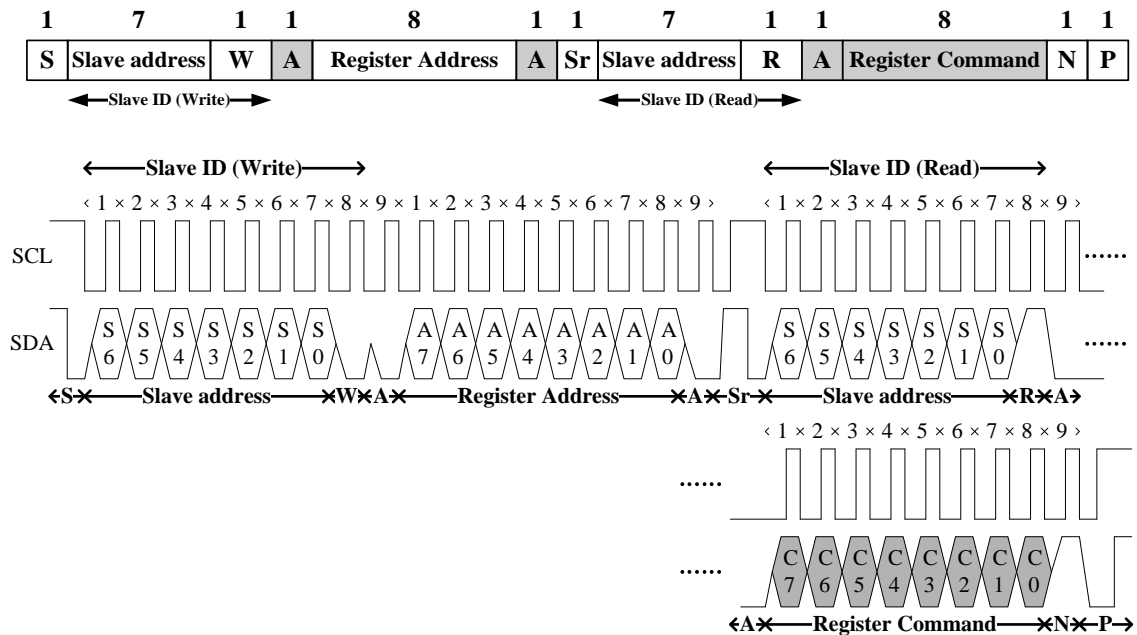 1 7 1 1 8 1 1 7 1 1 8 1 1
S Slave address W A Register Address A Sr Slave address R A Register Command N P
Slave ID (Write) Slave ID (Read)
Slave ID (Write) Slave ID (Read)
‹ 1 × 2 × 3 × 4 × 5 × 6 × 7 × 8 × 9 × 1 × 2 × 3 × 4 × 5 × 6 × 7 × 8 × 9 › ‹ 1 × 2 × 3 × 4 × 5 × 6 × 7 × 8 × 9 ›
SCL ······
SDA S6 S5 S4 S3 S2 S1 S0 A7 A6 A5 A4 A3 A2 A1 A0 S6 S5 S4 S3 S2 S1 S0 ······
S Slave address W A Register Address A Sr Slave address R A
‹ 1 × 2 × 3 × 4 × 5 × 6 × 7 × 8 × 9 ›
······
······ C7 C6 C5 C4 C3 C2 C1 C0
A Register Command N P